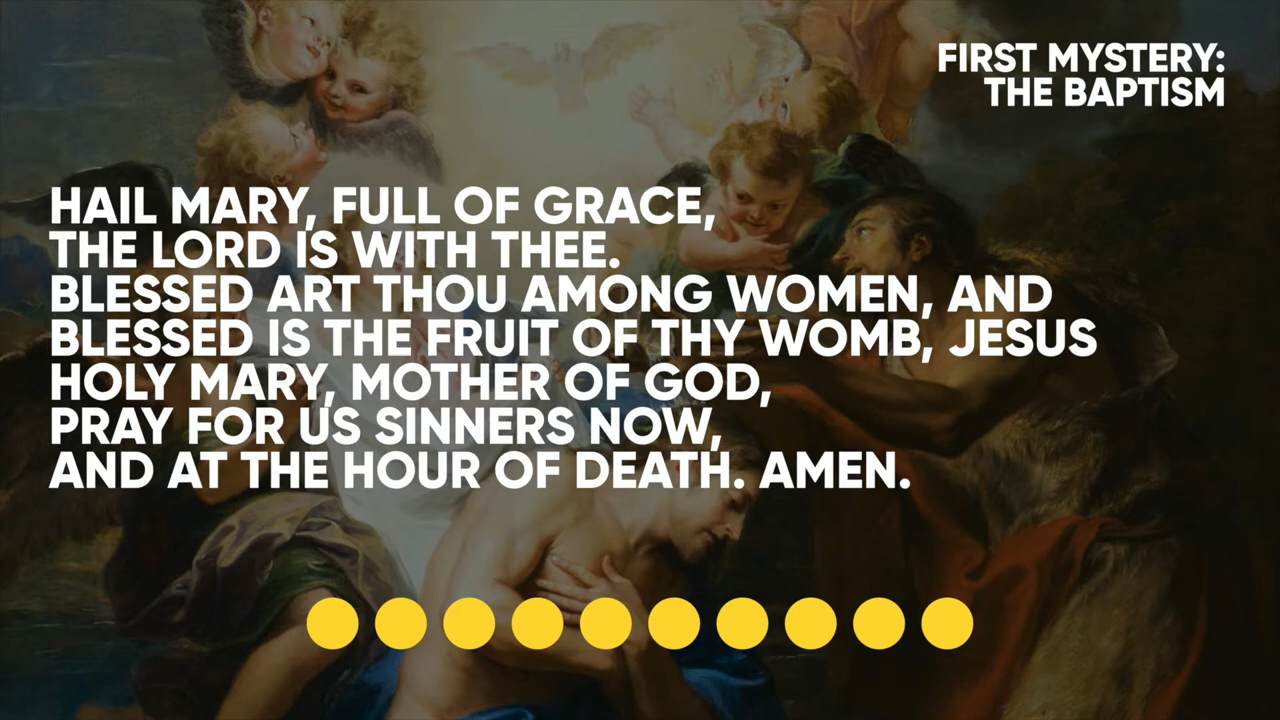 FIRST MYSTERY:
THE BAPTISM
HAIL MARY, FULL OF GRACE,
THE LORD IS WITH THEE.
BLESSED ART THOU AMONG WOMEN, AND
BLESSED IS THE FRUIT OF THY WOMB, JESUS
HOLY MARY, MOTHER OF GOD,
PRAY FOR US SINNERS NOW,
AND AT THE HOUR OF DEATH. AMEN.